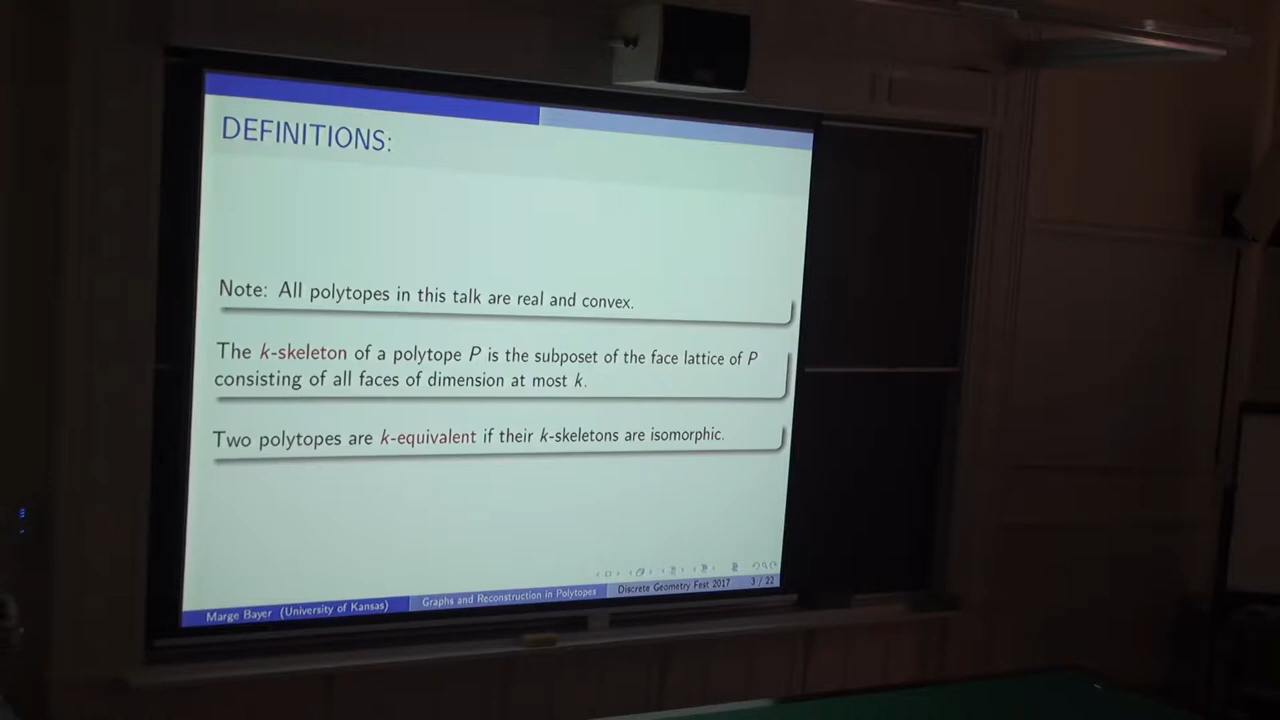 DEFINITIONS:
Note: All polytopes in this talk are real and convex.
The k-skeleton of a polytope P is the subposet of the face lattice of P
consisting of all faces of dimension at most k.
Two polytopes are k-equivalent if their k-skeletons are isomorphic.
Marge Bayer (University of Kansas) Graphs and Reconstruction in Polytopes Discrete Geometry Fest 2017 3 / 22